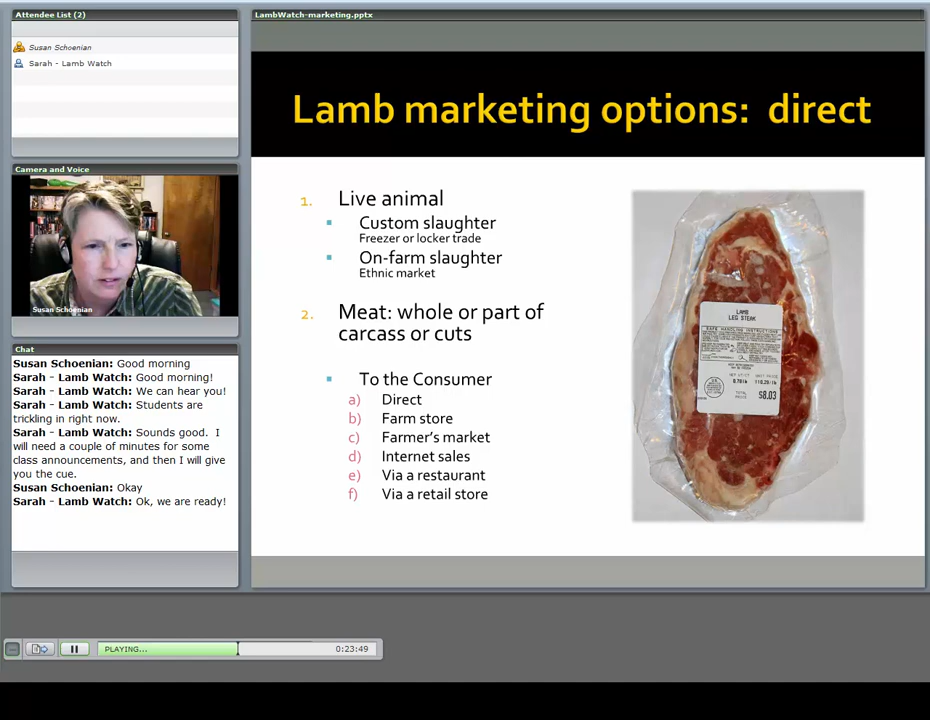 Attendee List (2)
Susan Schoenian
Sarah - Lamb Watch
Camera and Voice
Susan Schoenian
Chat
Susan Schoenian: Good morning
Sarah - Lamb Watch: Good morning!
Sarah - Lamb Watch: We can hear you!
Sarah - Lamb Watch: Students are
trickling in right now.
Sarah - Lamb Watch: Sounds good. I
will need a couple of minutes for some
class announcements, and then I will give
you the cue.
Susan Schoenian: Okay
Sarah - Lamb Watch: Ok, we are ready!
LambWatch-marketing.pptx
Lamb marketing options: direct
1. Live animal
Custom slaughter
Freezer or locker trade
On-farm slaughter
Ethnic market
2. Meat: whole or part of
carcass or cuts
To the Consumer
a) Direct
b) Farm store
c) Farmer's market
d) Internet sales
e) Via a restaurant
f) Via a retail store
LAMB
LEG STEAK
SAFE HANDLING INSTRUCTIONS
$8.03
PLAYING...
0:23:49